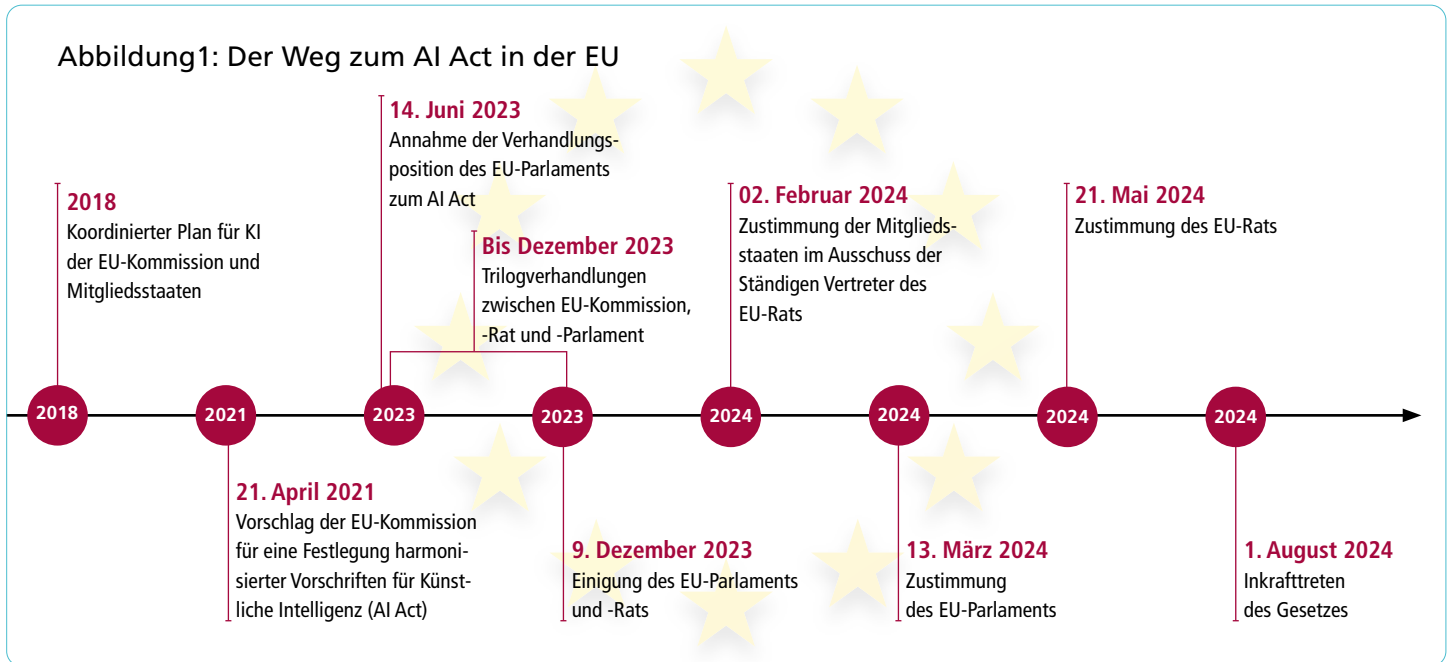 Abbildung1: Der Weg zum AI Act in der EU
2018
Koordinierter Plan für KI
der EU-Kommission und
Mitgliedsstaaten
14. Juni 2023
Annahme der Verhandlungs-
position des EU-Parlaments
zum AI Act
Bis Dezember 2023
Trilogverhandlungen
zwischen EU-Kommission,
-Rat und -Parlament
02. Februar 2024
Zustimmung der Mitglieds-
staaten im Ausschuss der
Ständigen Vertreter des
EU-Rats
21. Mai 2024
Zustimmung des EU-Rats
2018
2021
2023
2023
2024
2024
2024
2024
21. April 2021
Vorschlag der EU-Kommission
für eine Festlegung harmoni-
sierter Vorschriften für Künst-
liche Intelligenz (AI Act)
9. Dezember 2023
Einigung des EU-Parlaments
und -Rats
13. März 2024
Zustimmung
des EU-Parlaments
1. August 2024
Inkrafttreten
des Gesetzes